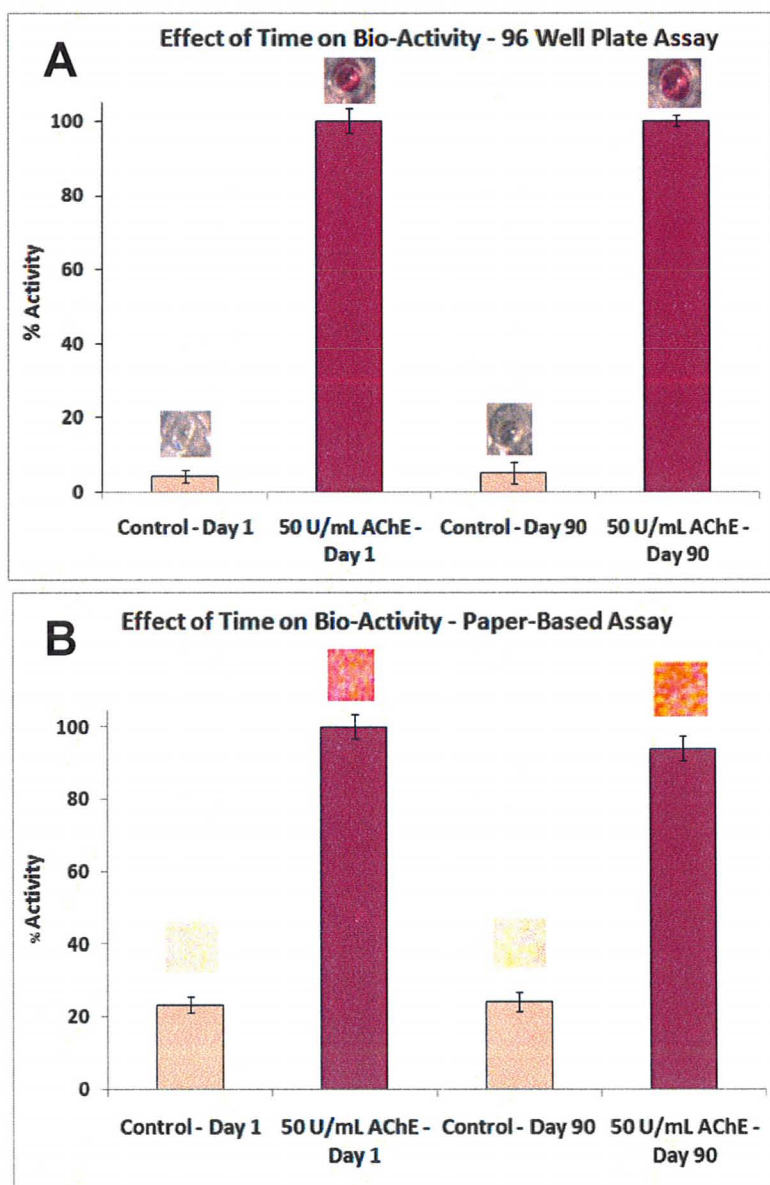 A
Effect of Time on Bio-Activity - 96 Well Plate Assay
% Activity
100
80
60
40
20
0
Control - Day 1
50 U/mL AChE -
Day 1
Control - Day 90
50 U/mL AChE -
Day 90
B
Effect of Time on Bio-Activity - Paper-Based Assay
% Activity
100
80
60
40
20
0
Control - Day 1
50 U/mL AChE -
Day 1
Control - Day 90
50 U/mL AChE -
Day 90